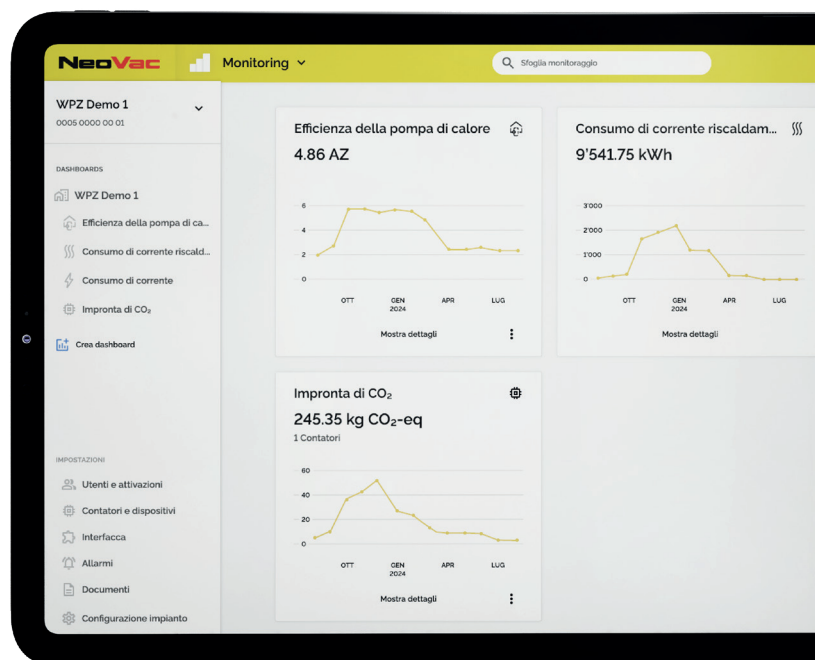 NeoVac
Monitoring
Sfoglia monitoraggio
WPZ Demo 1
0005 0000 00 01
DASHBOARDS
WPZ Demo 1
Efficienza della pompa di ca...
Consumo di corrente riscald...
Consumo di corrente
Impronta di CO₂
Crea dashboard
IMPOSTAZIONI
Utenti e attivazioni
Contatori e dispositivi
Interfacca
Allarmi
Documenti
Configurazione impianto
Efficienza della pompa di calore
4.86 AZ
6
4
2
0
OTT GEN APR LUG
2024
Mostra dettagli
Consumo di corrente riscaldam...
9'541.75 kWh
3'000
2'000
1'000
0
OTT GEN APR LUG
2024
Mostra dettagli
Impronta di CO₂
245.35 kg CO₂-eq
1 Contatori
60
40
20
0
OTT GEN APR LUG
2024
Mostra dettagli